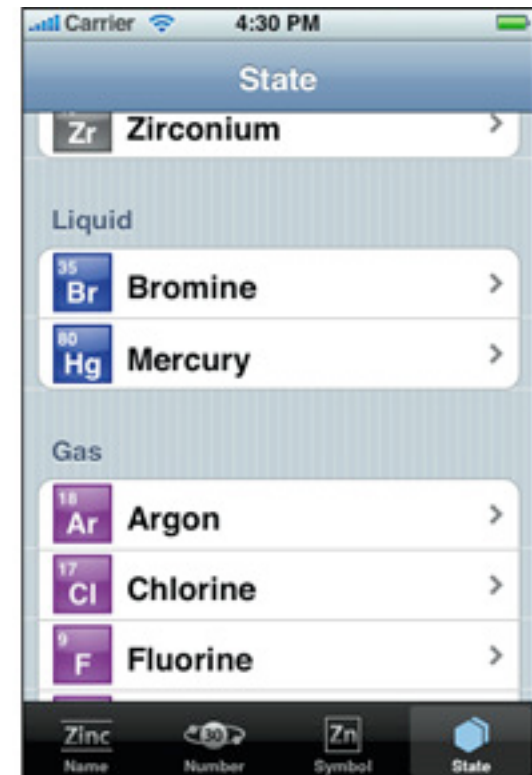 Carrier 4:30 PM
State
Zr Zirconium
Liquid
35
Br Bromine
80
Hg Mercury
Gas
18
Ar Argon
17
Cl Chlorine
9
F Fluorine
Zinc 30 Zn
Name Number Symbol State